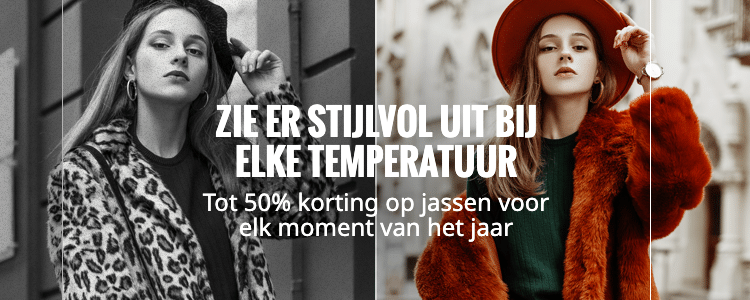 ZIE ER STIJLVOL UIT BIJ
ELKE TEMPERATUUR
Tot 50% korting op jassen voor
elk moment van het jaar